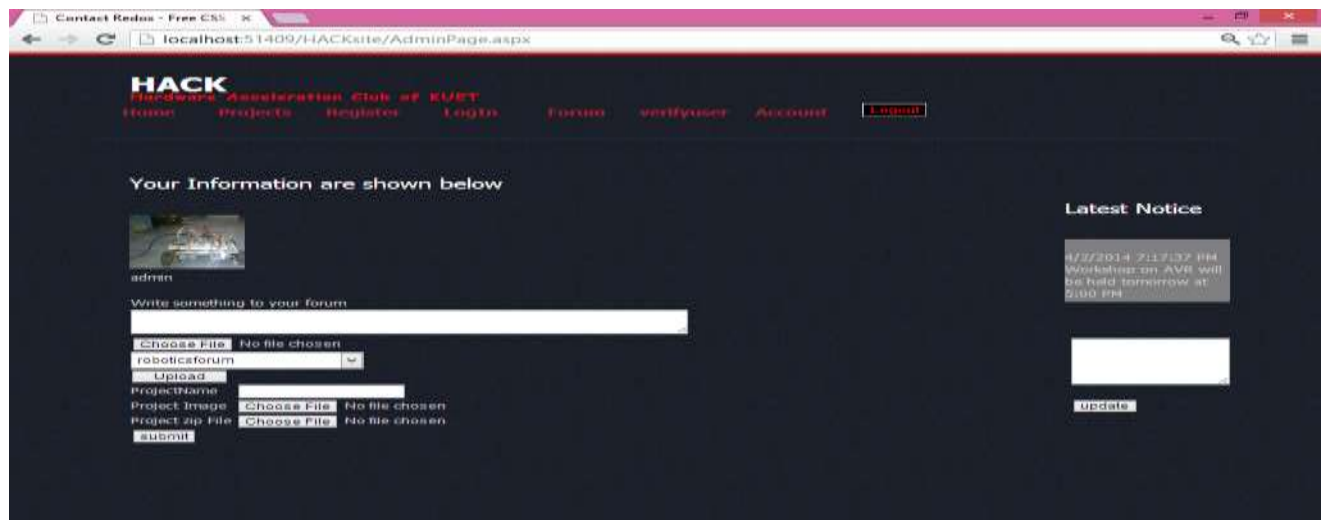 Contact Redox - Free CSS
localhost:51409/HACKsite/AdminPage.aspx
HACK
Hardware Acceleration Club of KUET
Home Projects Register LogIn Forum verifyuser Account Logout
Your Information are shown below
admin
Write something to your forum
Choose File No file chosen
roboticsforum
Upload
ProjectName
Project Image Choose File No file chosen
Project zip File Choose File No file chosen
submit
Latest Notice
4/2/2014 7:17:37 PM
Workshop on AVR will
be held tomorrow at
5:00 PM
update